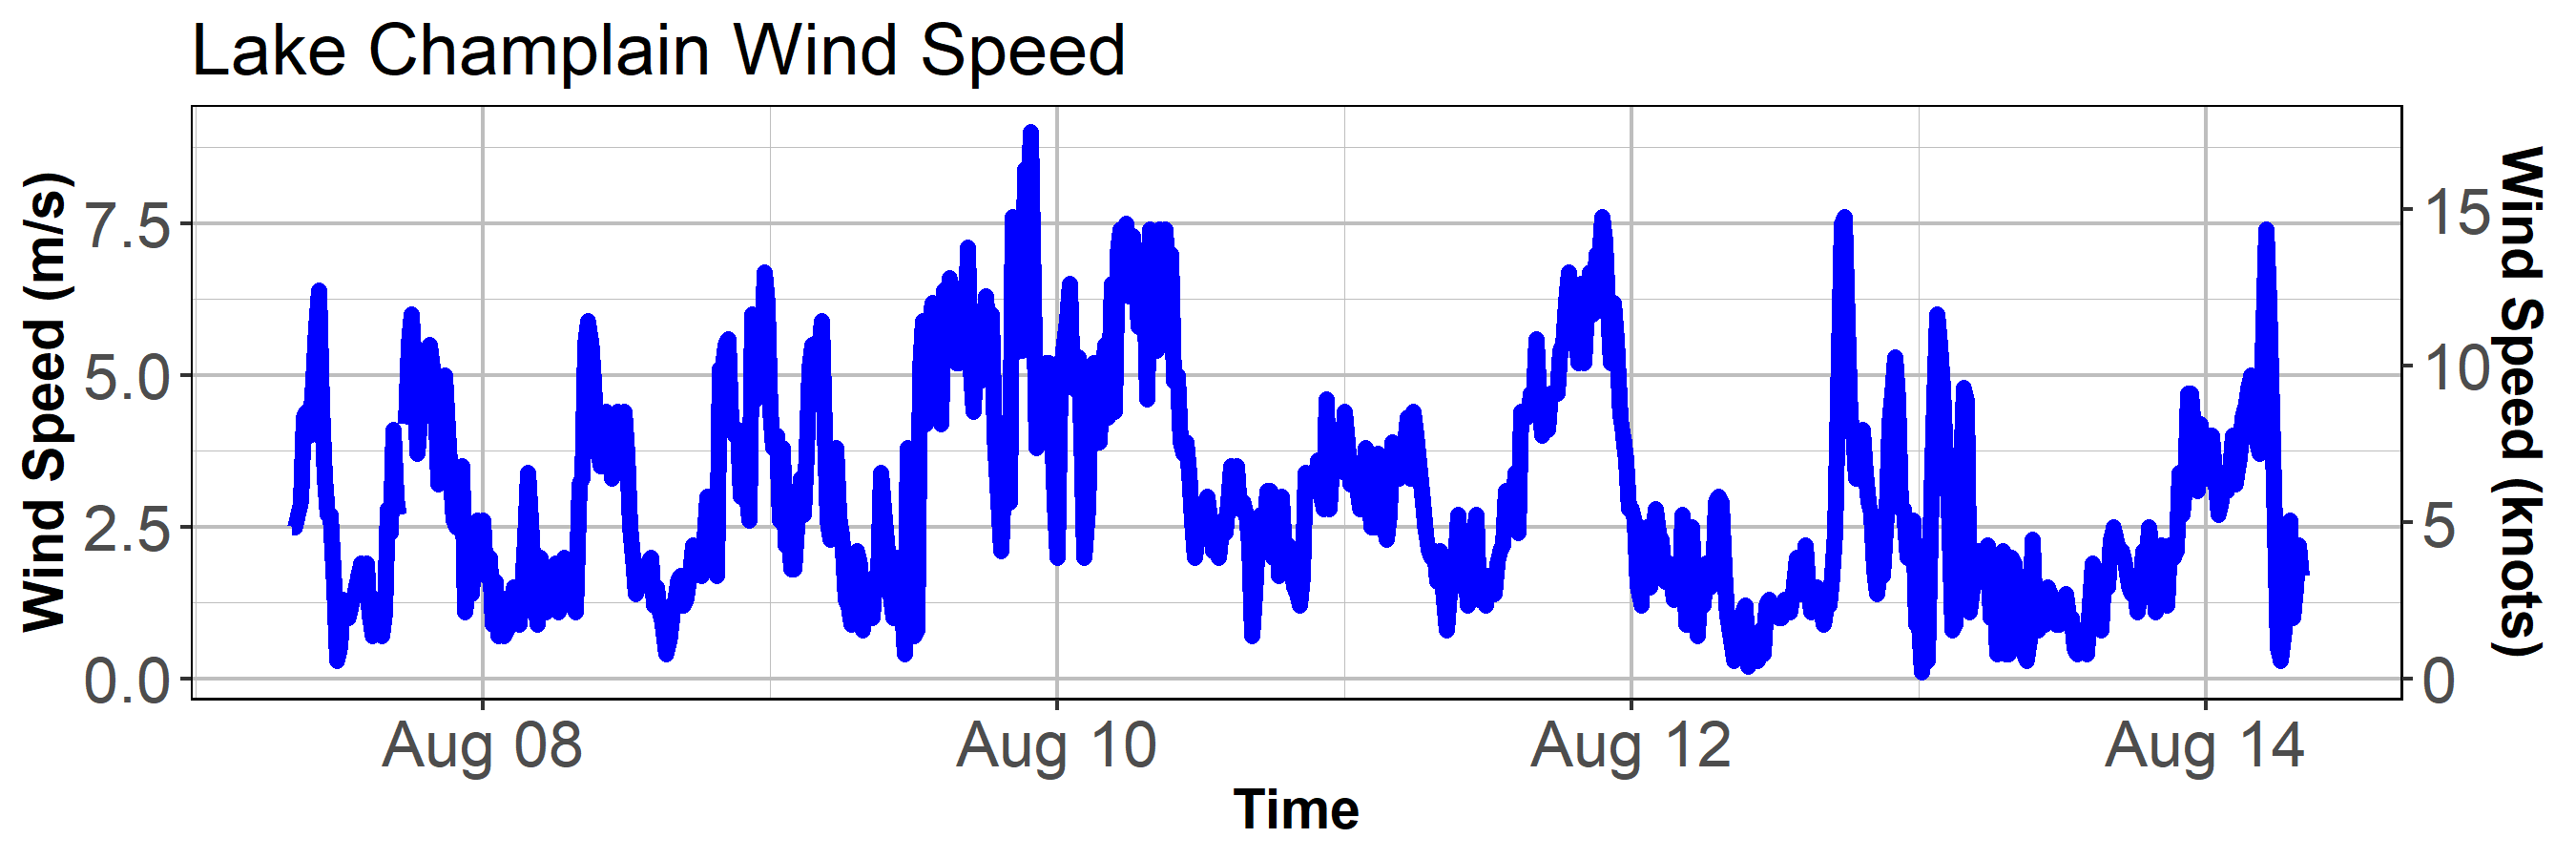 Lake Champlain Wind Speed
Wind Speed (m/s)
7.5
5.0
2.5
0.0
15
10
5
0
Wind Speed (knots)
Aug 08
Aug 10
Aug 12
Aug 14
Time